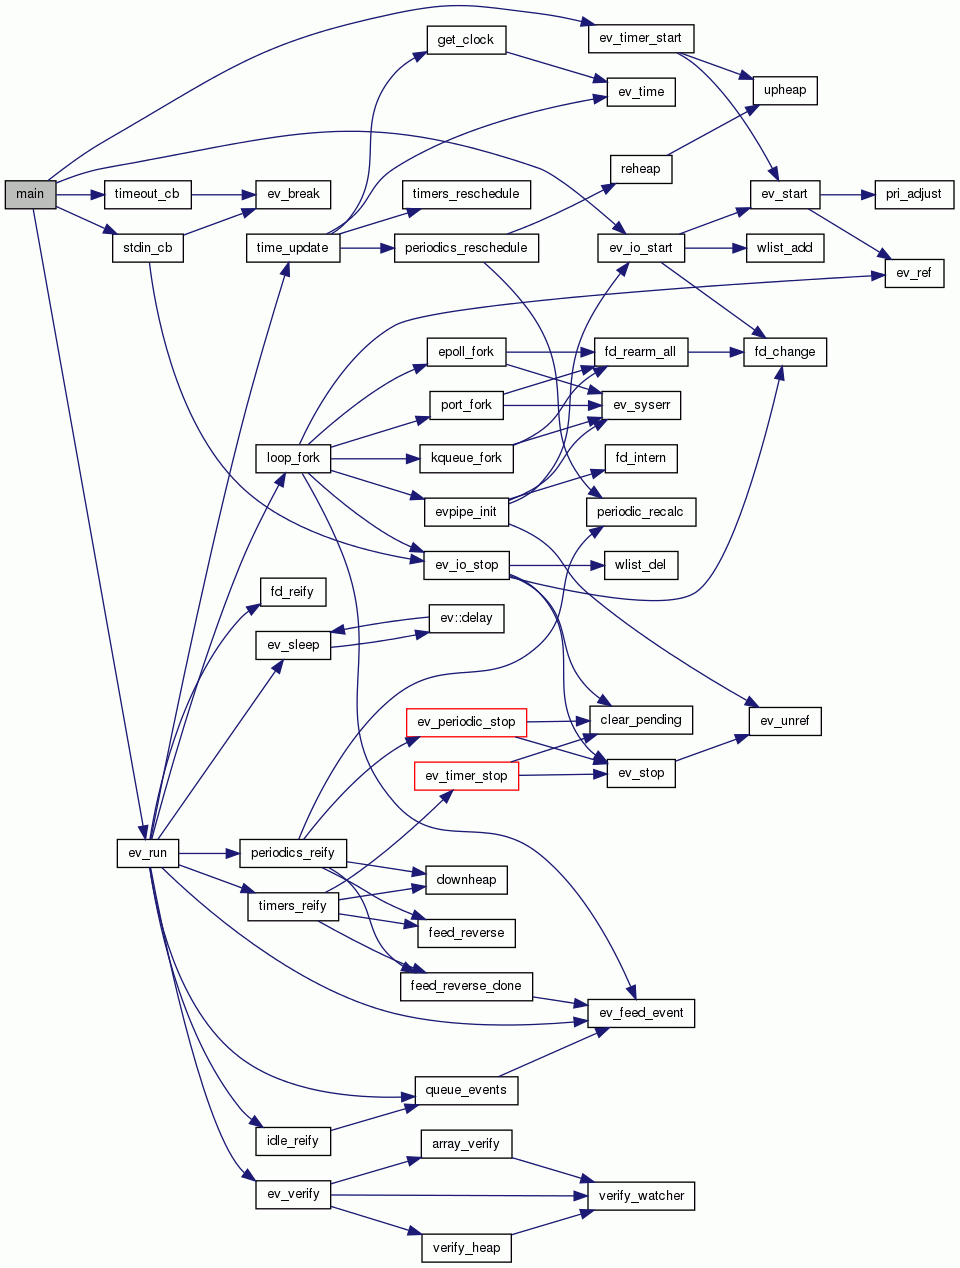 get_clock
ev_timer_start
ev_time
upheap
reheap
main
timeout_cb
ev_break
timers_reschedule
ev_start
pri_adjust
stdin_cb
time_update
periodics_reschedule
ev_io_start
wlist_add
ev_ref
epoll_fork
fd_rearm_all
fd_change
port_fork
ev_syserr
loop_fork
kqueue_fork
fd_intern
evpipe_init
periodic_recalc
ev_io_stop
wlist_del
fd_reify
ev::delay
ev_sleep
ev_periodic_stop
clear_pending
ev_unref
ev_timer_stop
ev_stop
ev_run
periodics_reify
downheap
timers_reify
feed_reverse
feed_reverse_done
ev_feed_event
queue_events
idle_reify
array_verify
ev_verify
verify_watcher
verify_heap